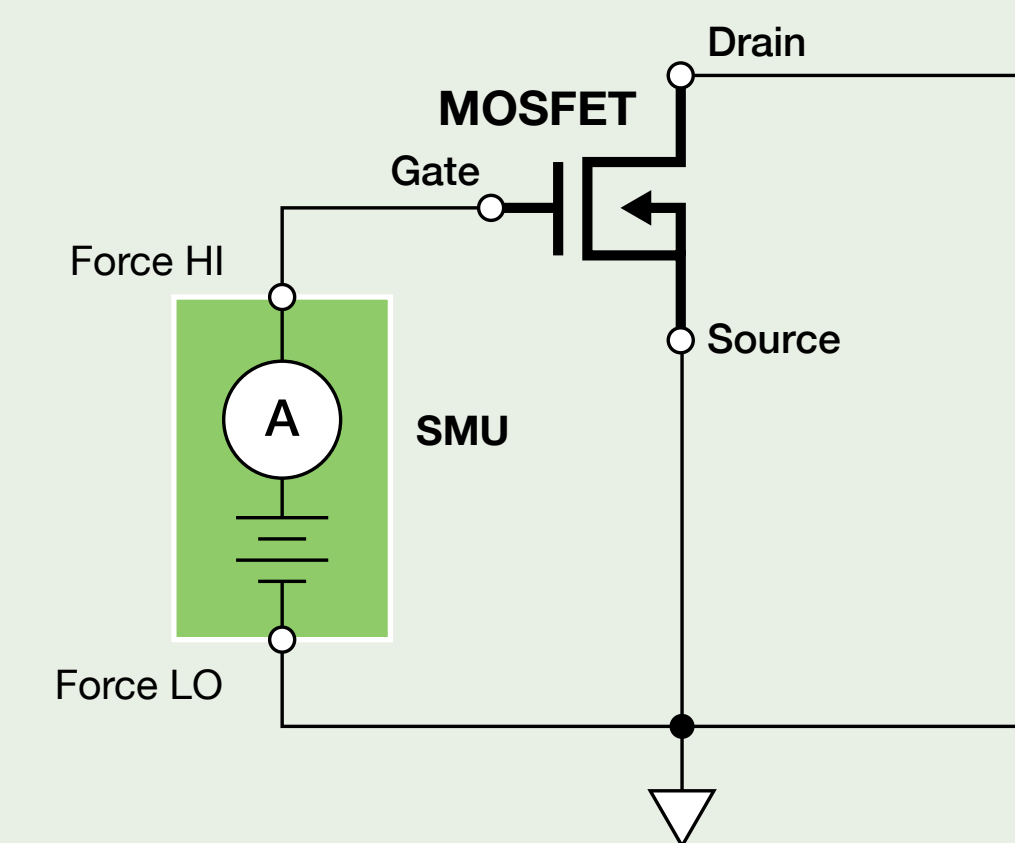 Drain
MOSFET
Gate
Force HI
Source
A
SMU
Force LO